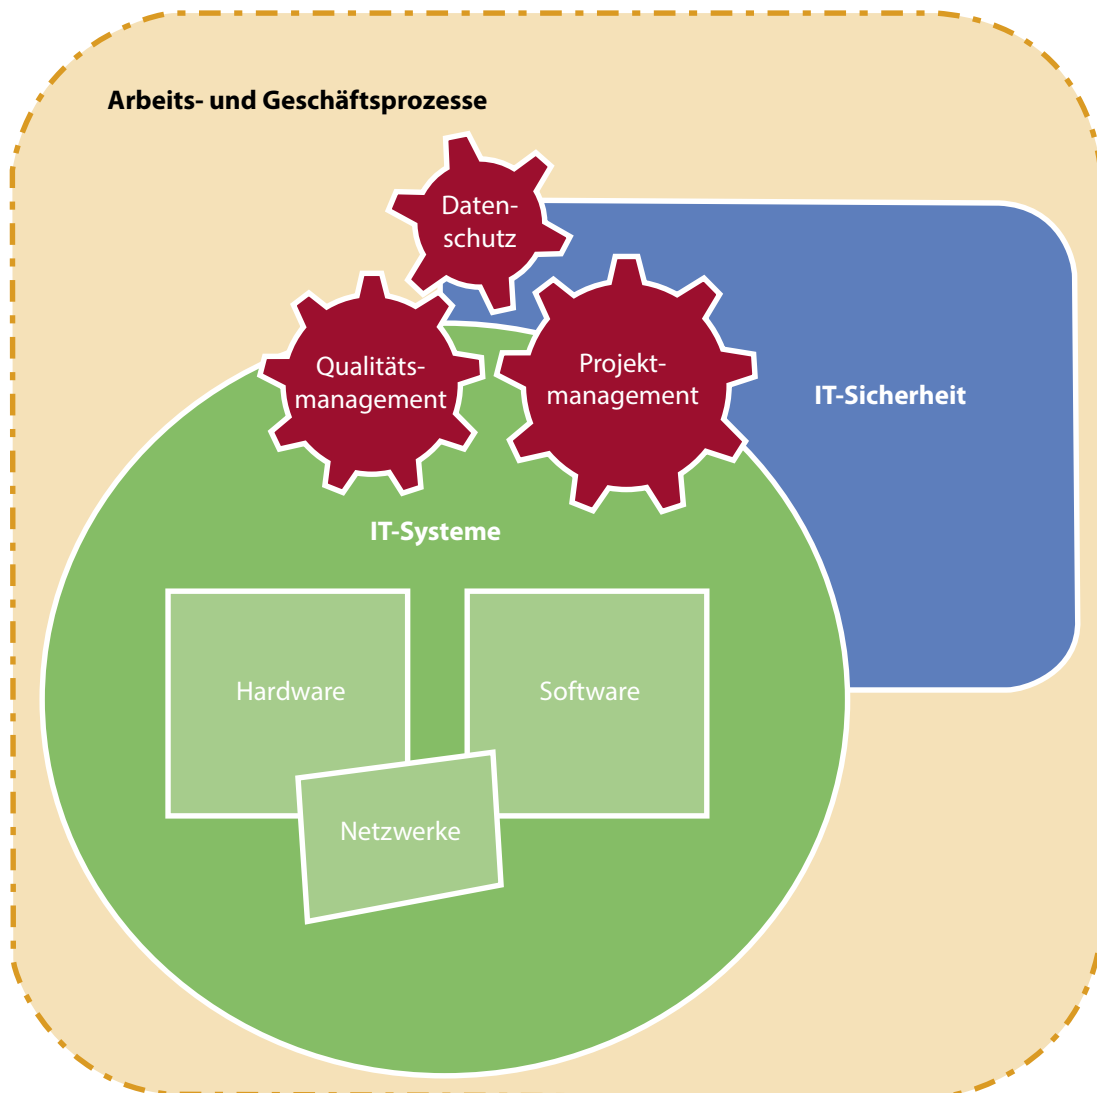 Arbeits- und Geschäftsprozesse
Daten-
schutz
Qualitäts-
management
Projekt-
management
IT-Sicherheit
IT-Systeme
Hardware
Software
Netzwerke